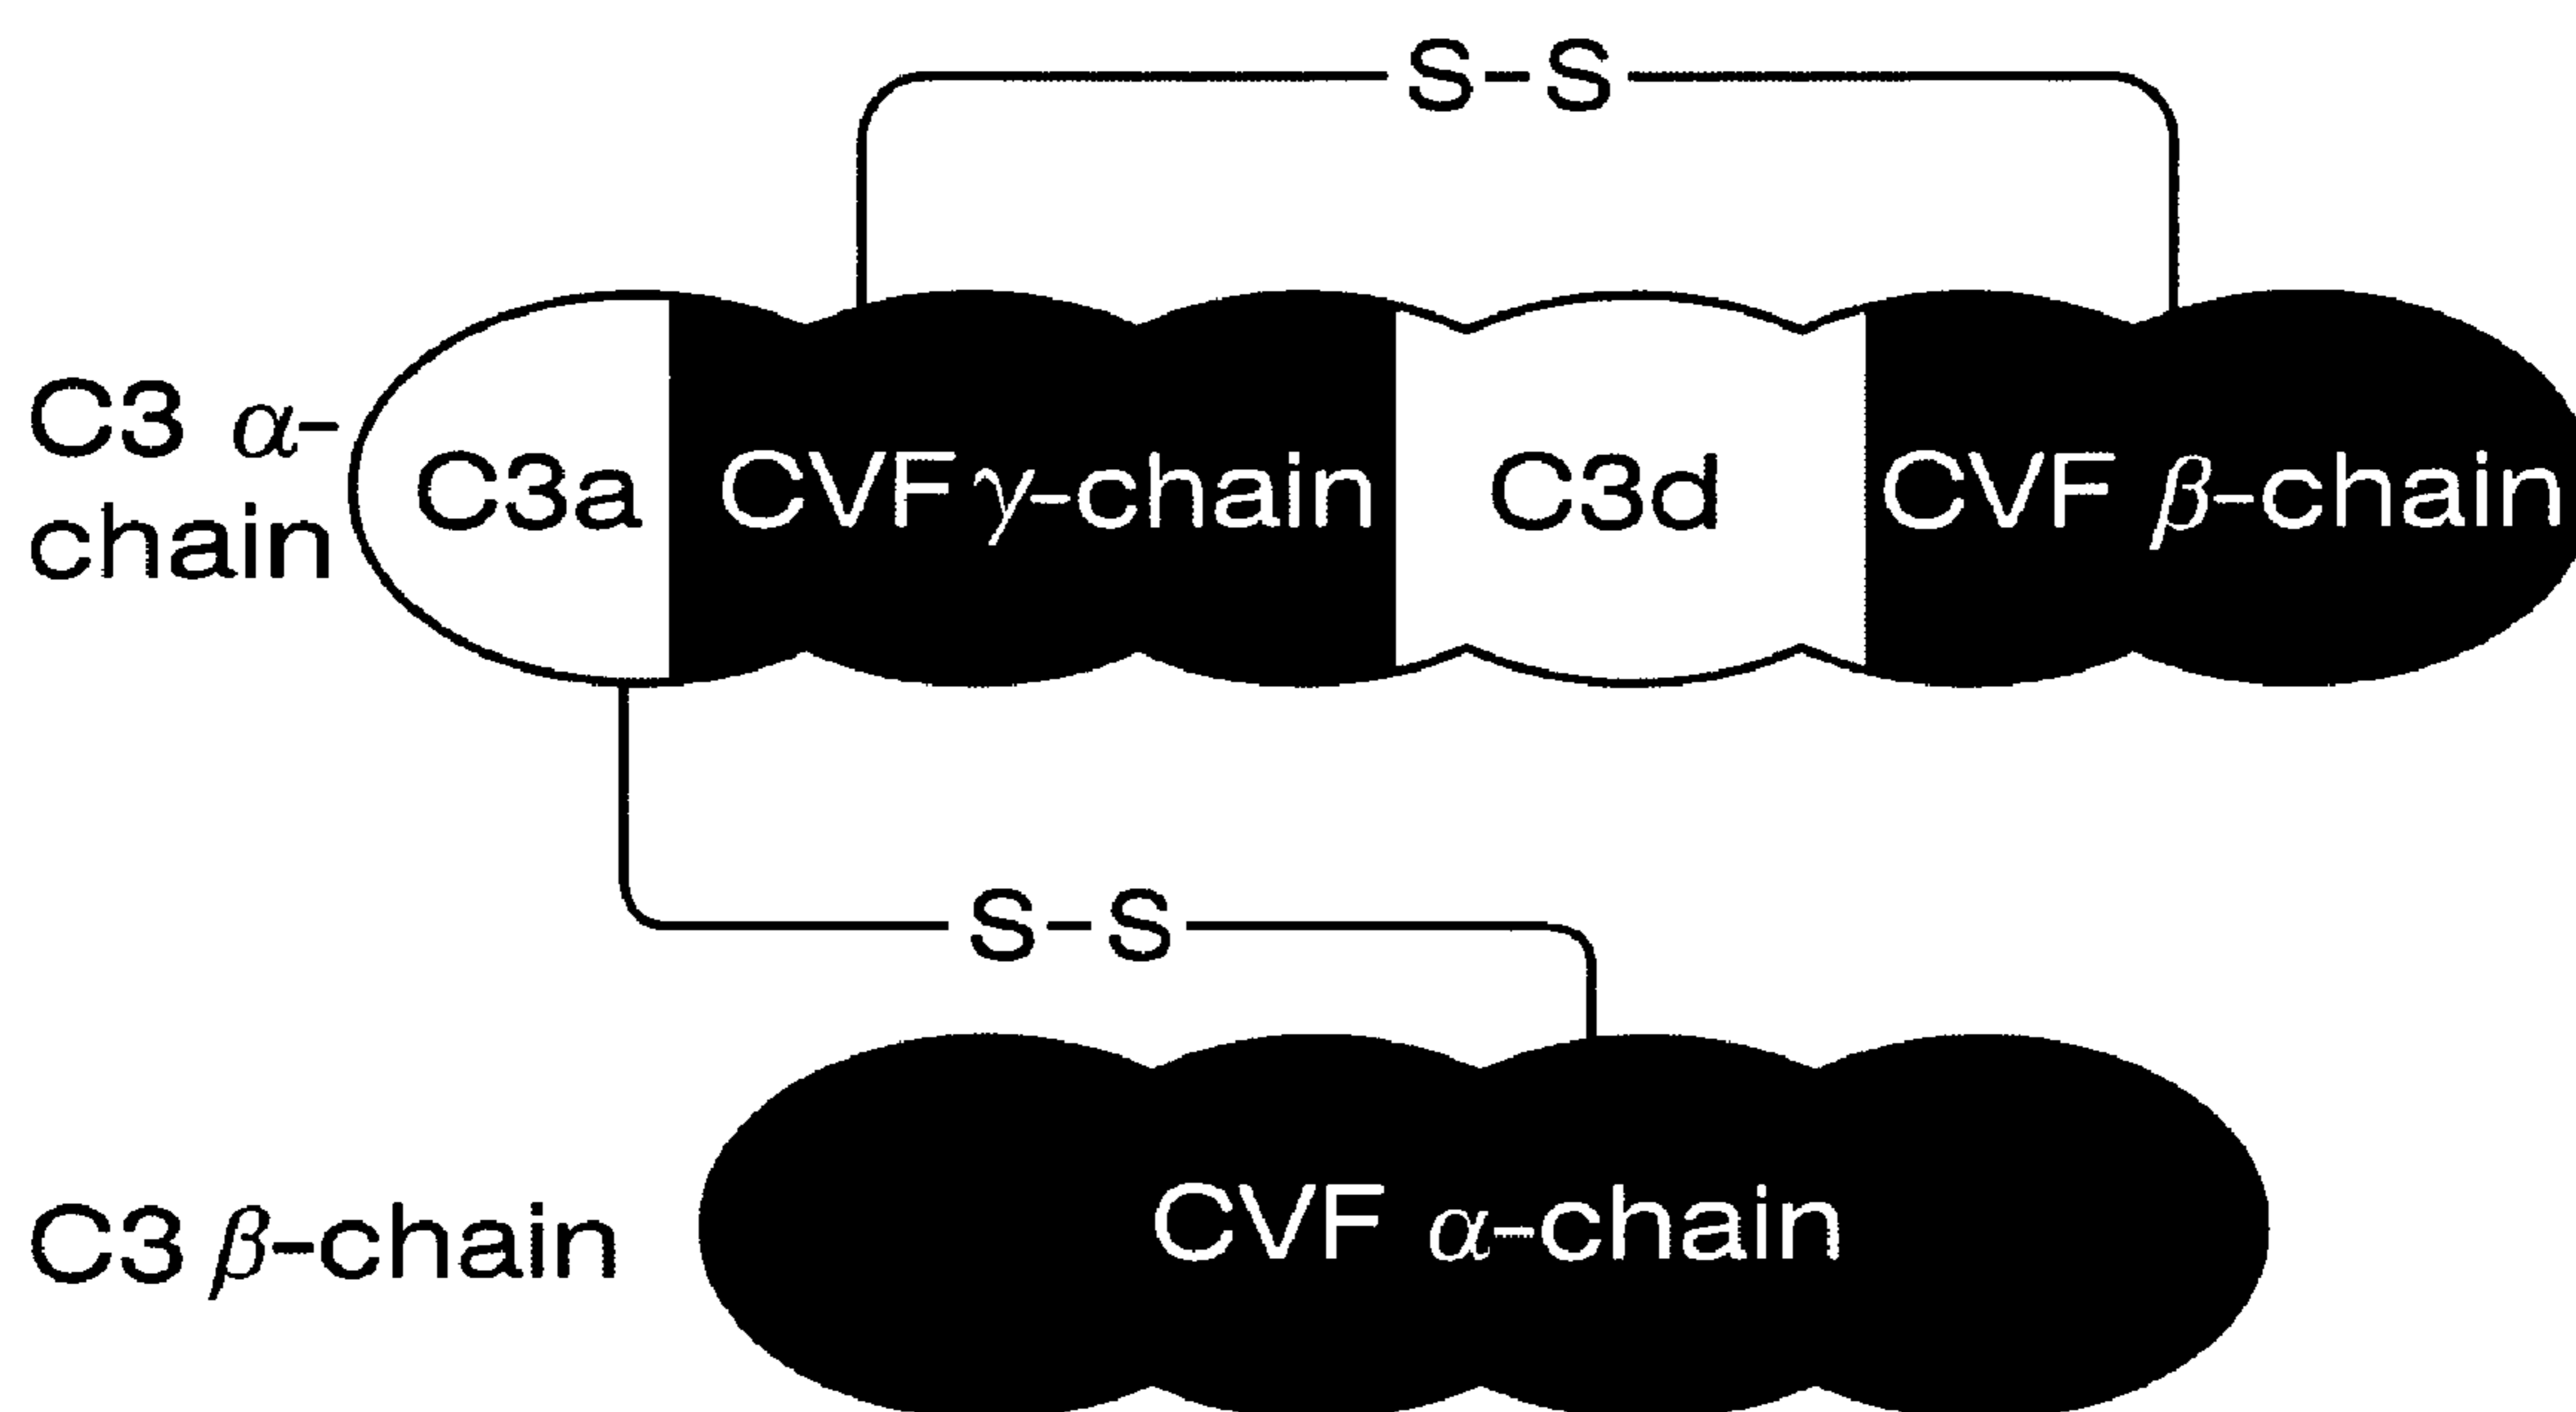 S-S
C3 α-
chain
C3a
CVF γ-chain
C3d
CVF β-chain
S-S
C3 β-chain
CVF α-chain